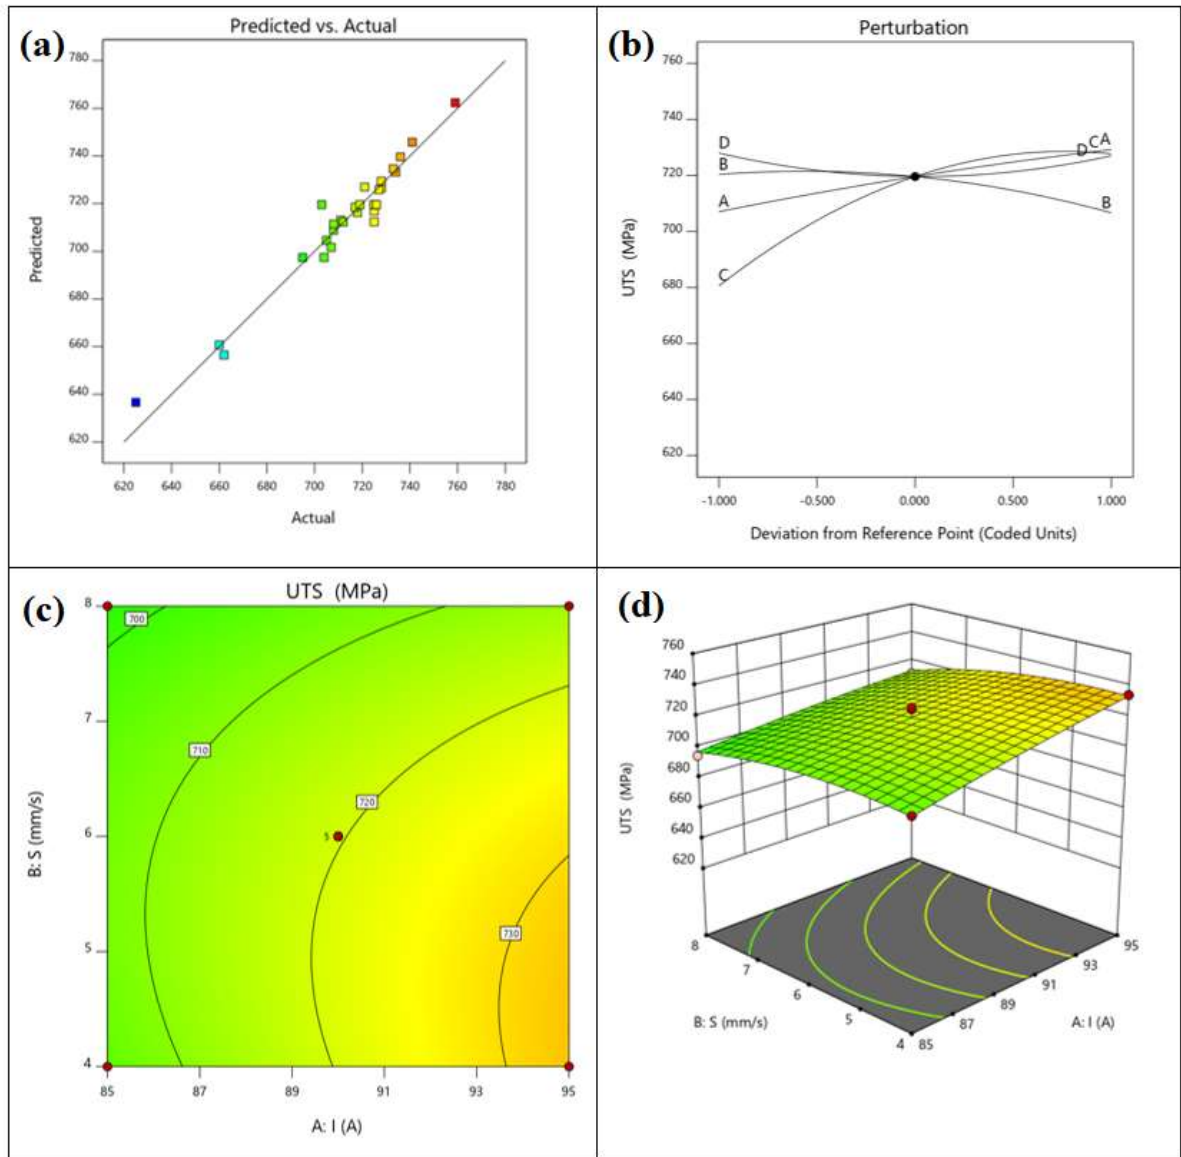 (a)
Predicted vs. Actual
780
760
740
720
700
680
660
640
620
Predicted
620 640 660 680 700 720 740 760 780
Actual
(b)
Perturbation
760
740
720
700
680
660
640
620
UTS (MPa)
D
B
A
C
D C A
B
-1.000 -0.500 0.000 0.500 1.000
Deviation from Reference Point (Coded Units)
(c)
UTS (MPa)
8
7
6
5
4
B: S (mm/s)
700
710
720
5
730
85 87 89 91 93 95
A: I (A)
(d)
760
740
720
700
680
660
640
620
UTS (MPa)
8
7
6
5
4
B: S (mm/s)
85
87
89
91
93
95
A: I (A)